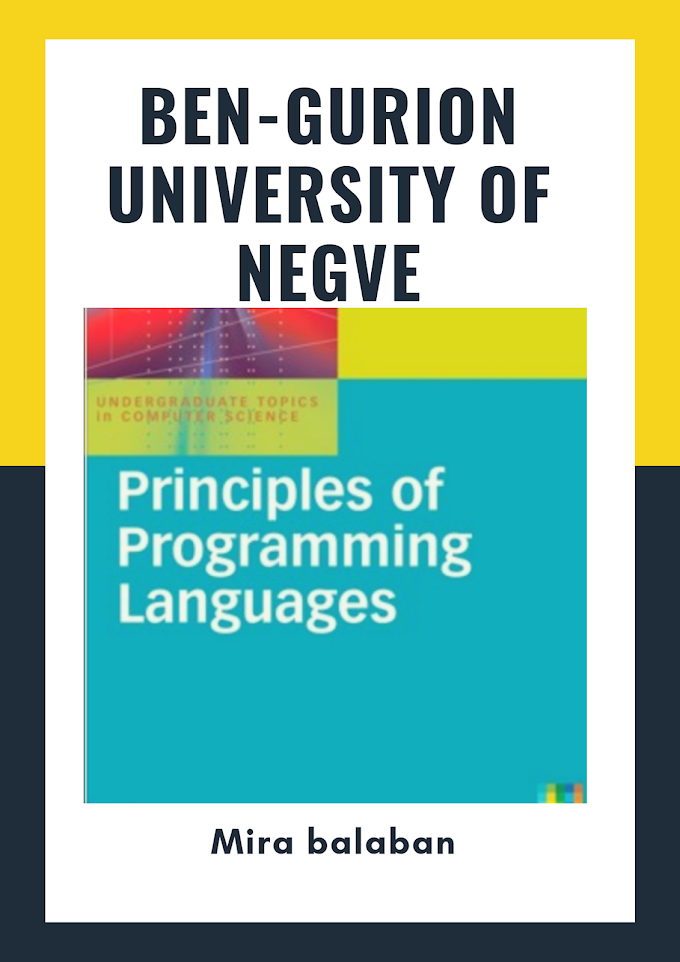 BEN-GURION
UNIVERSITY OF
NEGVE
UNDERGRADUATE TOPICS
in COMPUTER SCIENCE
Principles of
Programming
Languages
Mira balaban